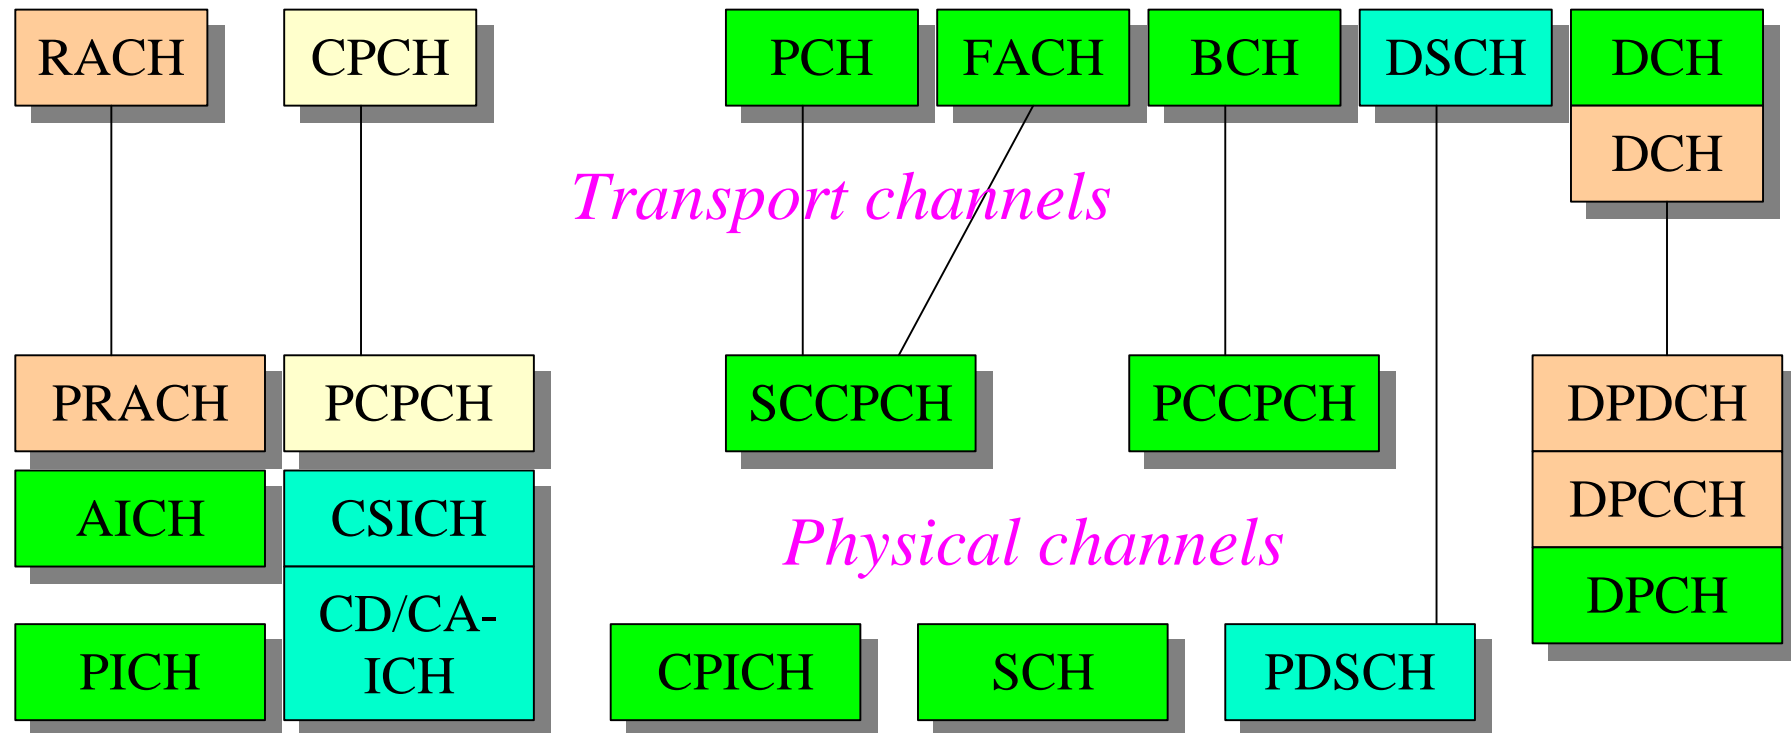 RACH
CPCH
PCH
FACH
BCH
DSCH
DCH
DCH
Transport channels
PRACH
PCPCH
SCCPCH
PCCPCH
DPDCH
AICH
CSICH
DPCCH
Physical channels
CD/CA-
ICH
DPCH
PICH
CPICH
SCH
PDSCH